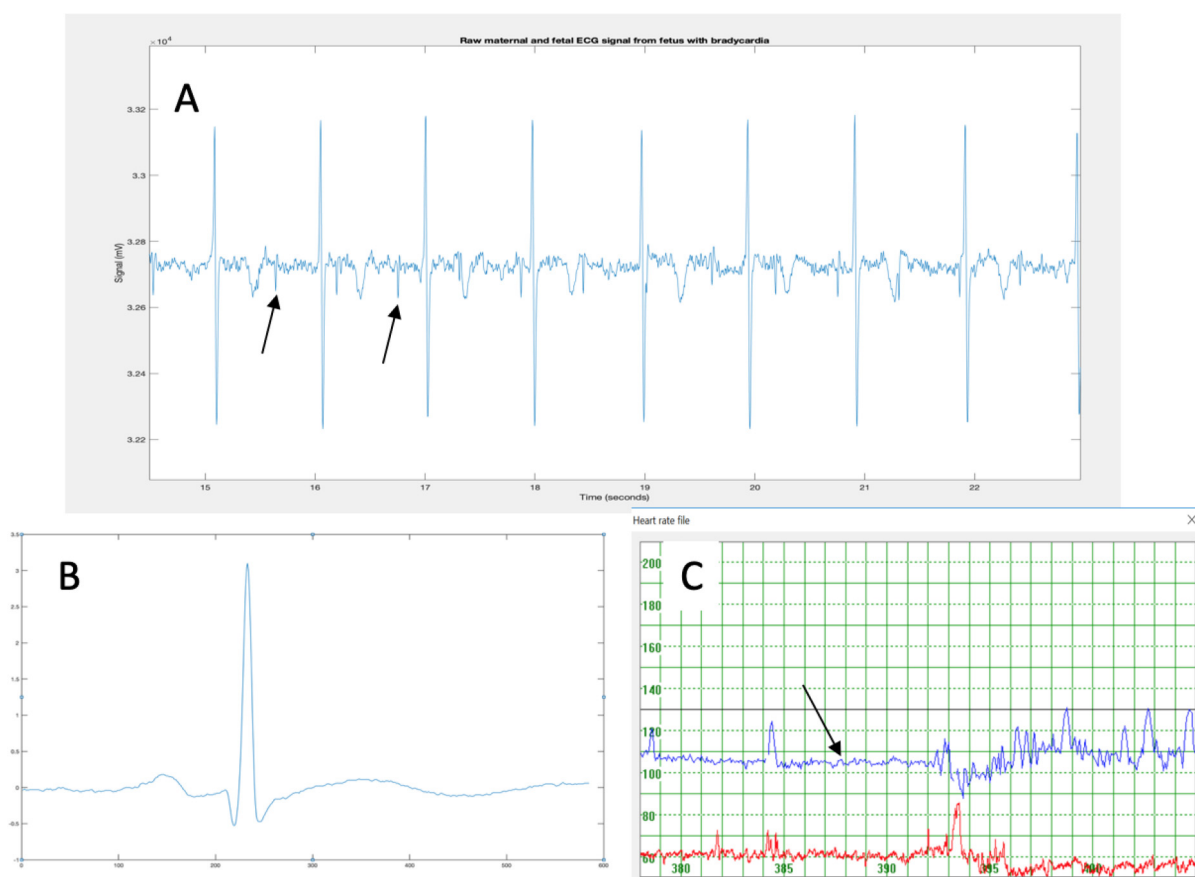 Raw maternal and fetal ECG signal from fetus with bradycardia
×10⁴
A
3.32
3.3
3.28
3.26
3.24
3.22
Signal (mV)
15 16 17 18 19 20 21 22
Time (seconds)
B
3.5
3
2.5
2
1.5
1
0.5
0
-0.5
-1
0 100 200 300 400 500 600
Heart rate file
C
200
180
160
140
120
100
80
60
380 385 390